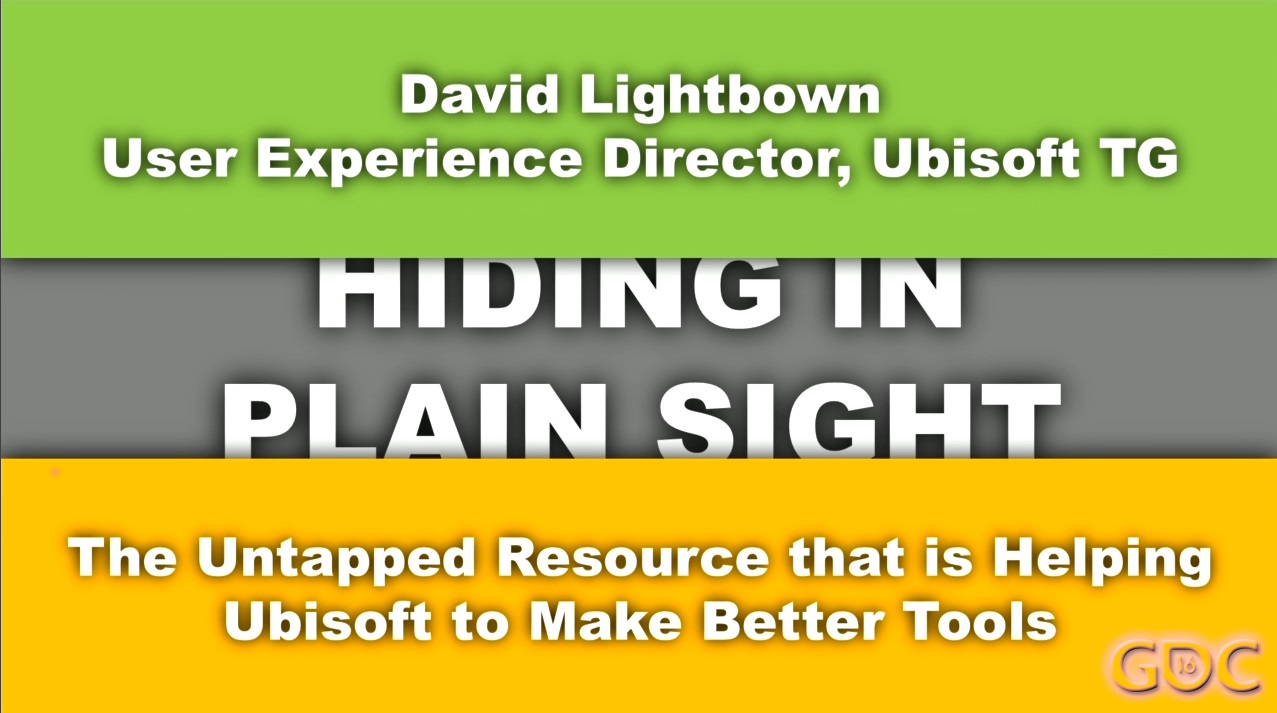 David Lightbown
User Experience Director, Ubisoft TG
HIDING IN
PLAIN SIGHT
The Untapped Resource that is Helping
Ubisoft to Make Better Tools
GDC
16